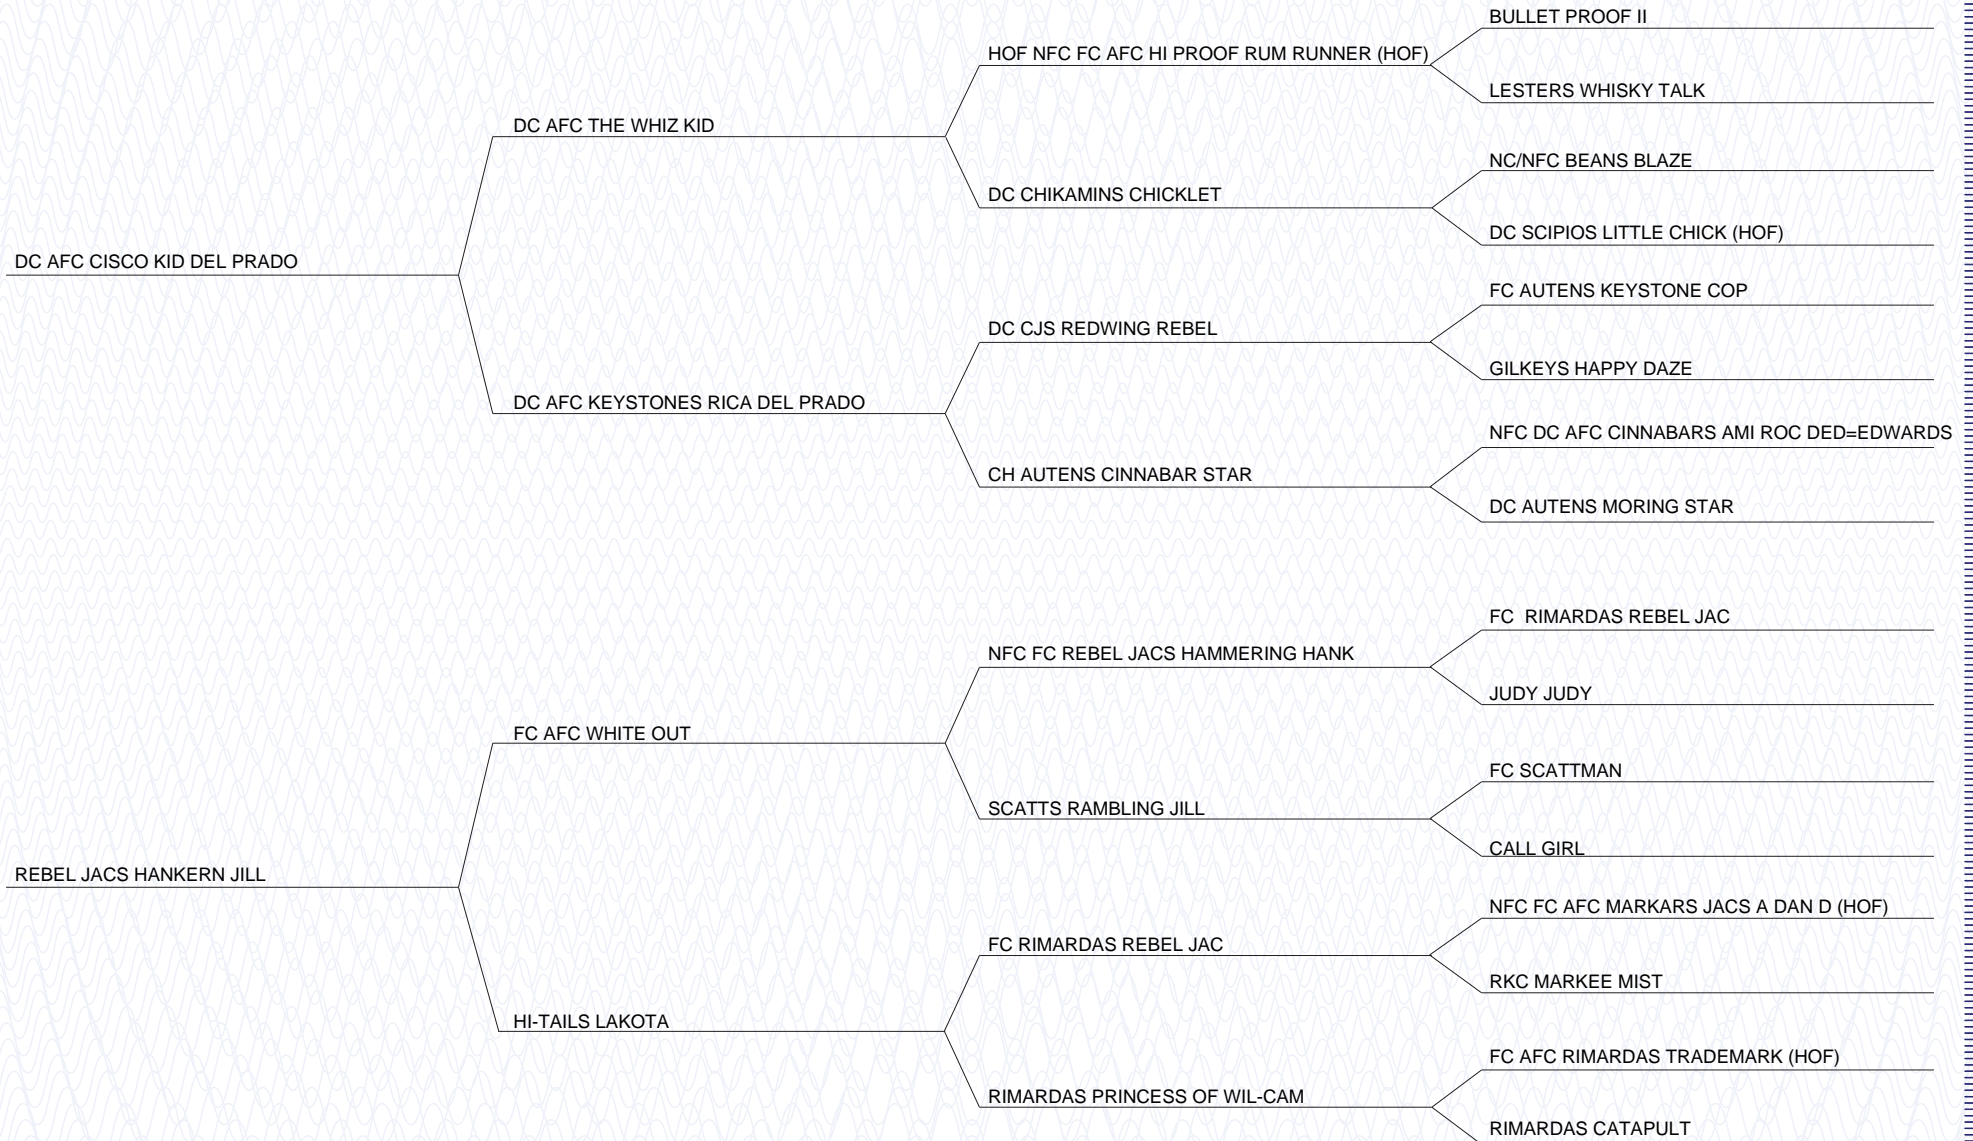 BULLET PROOF II
HOF NFC FC AFC HI PROOF RUM RUNNER (HOF)
LESTERS WHISKY TALK
DC AFC THE WHIZ KID
NC/NFC BEANS BLAZE
DC CHIKAMINS CHICKLET
DC SCIPIOS LITTLE CHICK (HOF)
DC AFC CISCO KID DEL PRADO
FC AUTENS KEYSTONE COP
DC CJS REDWING REBEL
GILKEYS HAPPY DAZE
DC AFC KEYSTONES RICA DEL PRADO
NFC DC AFC CINNABARS AMI ROC DED=EDWARDS
CH AUTENS CINNABAR STAR
DC AUTENS MORING STAR
FC  RIMARDAS REBEL JAC
NFC FC REBEL JACS HAMMERING HANK
JUDY JUDY
FC AFC WHITE OUT
FC SCATTMAN
SCATTS RAMBLING JILL
CALL GIRL
REBEL JACS HANKERN JILL
NFC FC AFC MARKARS JACS A DAN D (HOF)
FC RIMARDAS REBEL JAC
RKC MARKEE MIST
HI-TAILS LAKOTA
FC AFC RIMARDAS TRADEMARK (HOF)
RIMARDAS PRINCESS OF WIL-CAM
RIMARDAS CATAPULT